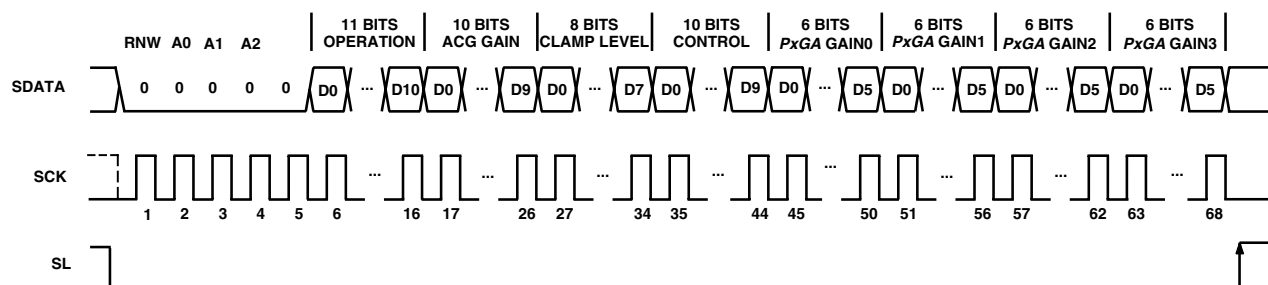 11 BITS 10 BITS 8 BITS 10 BITS 6 BITS 6 BITS 6 BITS 6 BITS
RNW A0 A1 A2 OPERATION ACG GAIN CLAMP LEVEL CONTROL PxGA GAIN0 PxGA GAIN1 PxGA GAIN2 PxGA GAIN3
SDATA 0 0 0 0 0 D0 ... D10 D0 ... D9 D0 ... D7 D0 ... D9 D0 ... D5 D0 ... D5 D0 ... D5 D0 ... D5
SCK ... ... ... ... ... ... ... ...
1 2 3 4 5 6 16 17 26 27 34 35 44 45 50 51 56 57 62 63 68
SL